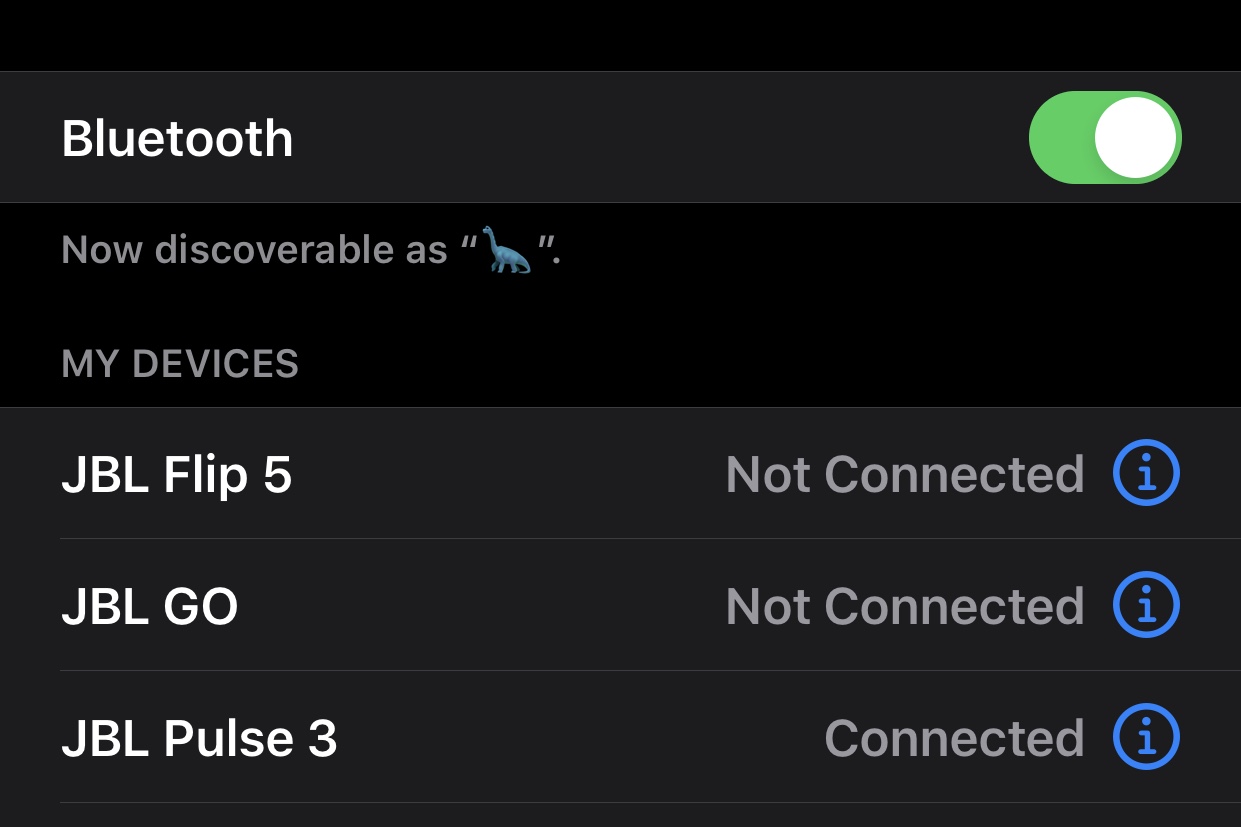 Bluetooth
Now discoverable as “🦕”.
MY DEVICES
JBL Flip 5 Not Connected
JBL GO Not Connected
JBL Pulse 3 Connected